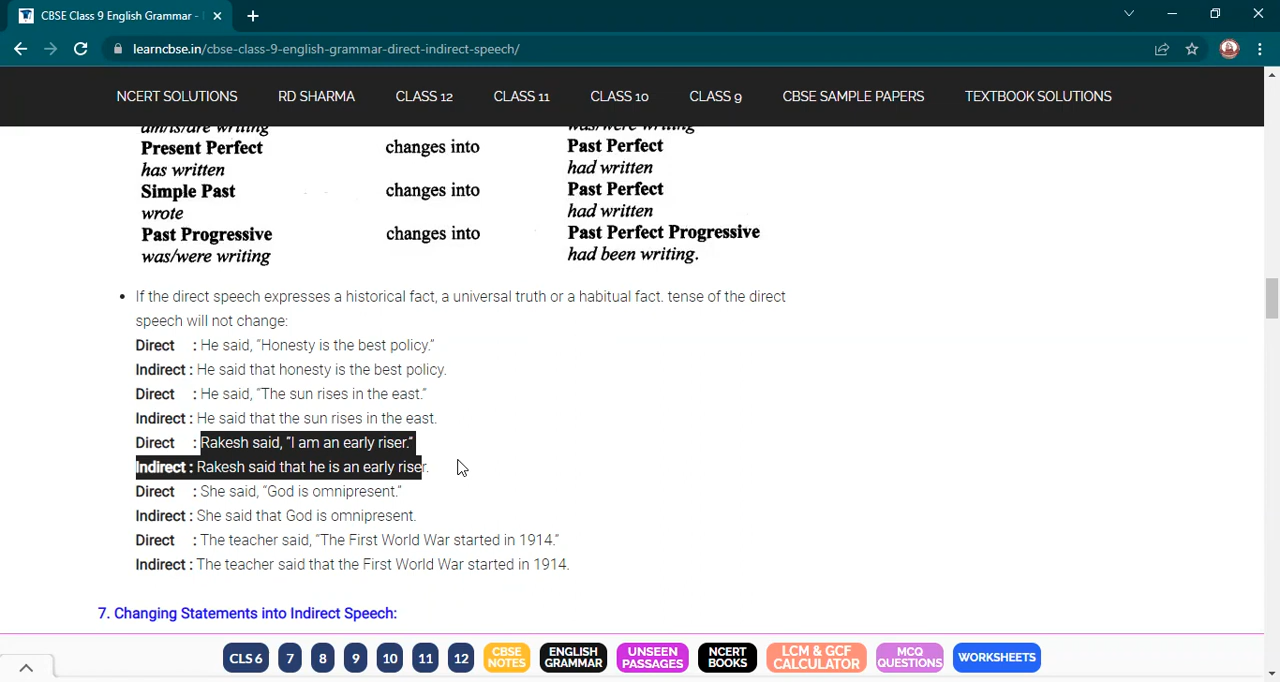 CBSE Class 9 English Grammar -
learncbse.in/cbse-class-9-english-grammar-direct-indirect-speech/
NCERT SOLUTIONS RD SHARMA CLASS 12 CLASS 11 CLASS 10 CLASS 9 CBSE SAMPLE PAPERS TEXTBOOK SOLUTIONS
am/is/are writing was/were writing
Present Perfect changes into Past Perfect
has written had written
Simple Past changes into Past Perfect
wrote had written
Past Progressive changes into Past Perfect Progressive
was/were writing had been writing.
• If the direct speech expresses a historical fact, a universal truth or a habitual fact. tense of the direct
speech will not change:
Direct : He said, “Honesty is the best policy.”
Indirect : He said that honesty is the best policy.
Direct : He said, “The sun rises in the east.”
Indirect : He said that the sun rises in the east.
Direct : Rakesh said, “I am an early riser.”
Indirect : Rakesh said that he is an early riser.
Direct : She said, “God is omnipresent.”
Indirect : She said that God is omnipresent.
Direct : The teacher said, “The First World War started in 1914.”
Indirect : The teacher said that the First World War started in 1914.
7. Changing Statements into Indirect Speech:
CLS 6 7 8 9 10 11 12
CBSE NOTES
ENGLISH GRAMMAR
UNSEEN PASSAGES
NCERT BOOKS
LCM & GCF CALCULATOR
MCQ QUESTIONS
WORKSHEETS